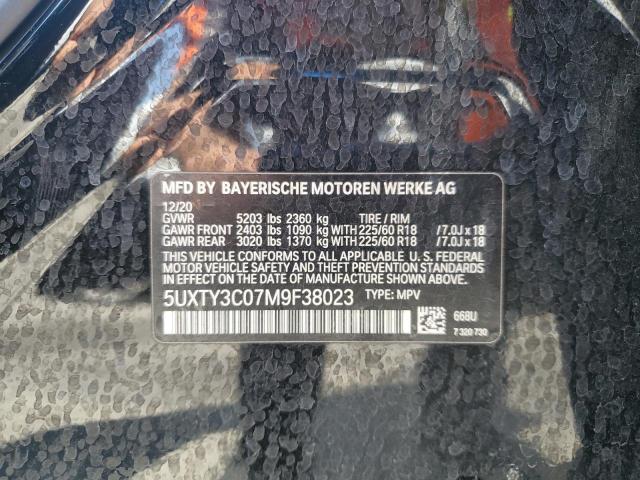 MFD BY BAYERISCHE MOTOREN WERKE AG
12/20
GVWR 5203 lbs 2360 kg TIRE / RIM
GAWR FRONT 2403 lbs 1090 kg WITH 225/60 R18 /7.0J x 18
GAWR REAR 3020 lbs 1370 kg WITH 225/60 R18 /7.0J x 18
THIS VEHICLE CONFORMS TO ALL APPLICABLE U. S. FEDERAL
MOTOR VEHICLE SAFETY, BUMPER, AND THEFT PREVENTION STANDARDS
IN EFFECT ON THE DATE OF MANUFACTURE SHOWN ABOVE.
5UXTY3C07M9F38023 TYPE: MPV
668U
7 320 730